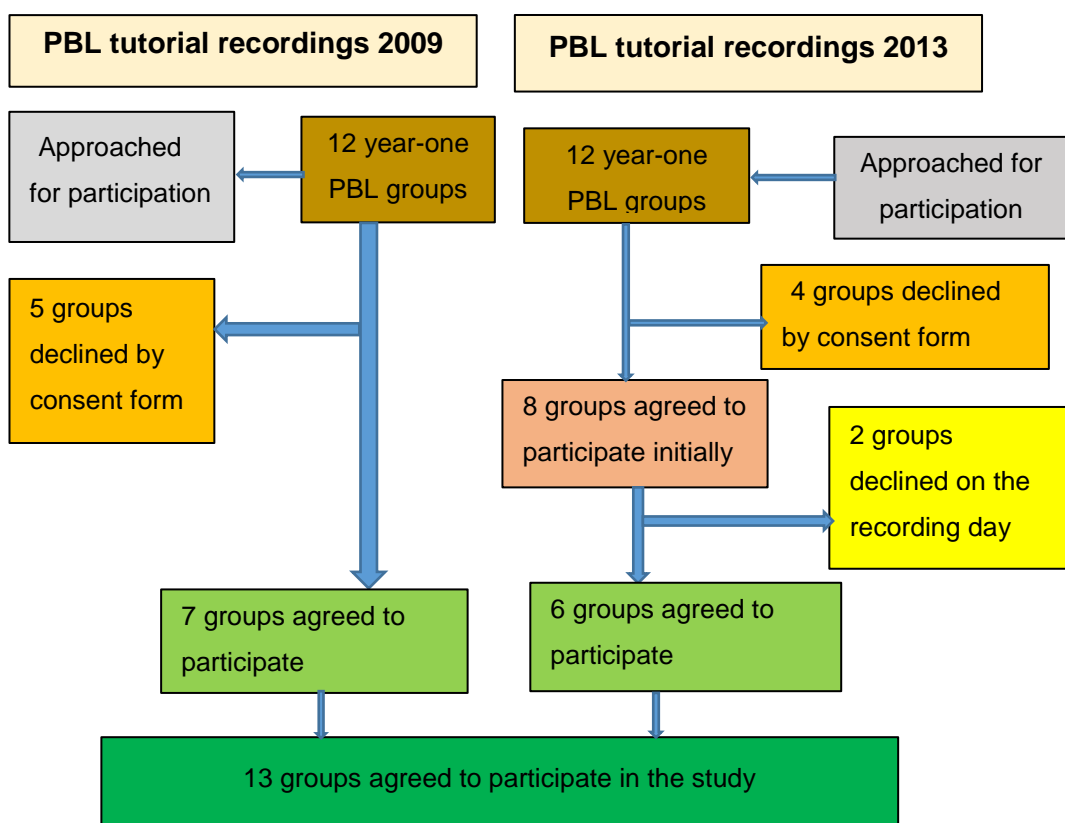 PBL tutorial recordings 2009
PBL tutorial recordings 2013
Approached
for participation
12 year-one
PBL groups
12 year-one
PBL groups
Approached for
participation
5 groups
declined by
consent form
4 groups declined
by consent form
8 groups agreed to
participate initially
2 groups
declined on the
recording day
7 groups agreed to
participate
6 groups agreed to
participate
13 groups agreed to participate in the study